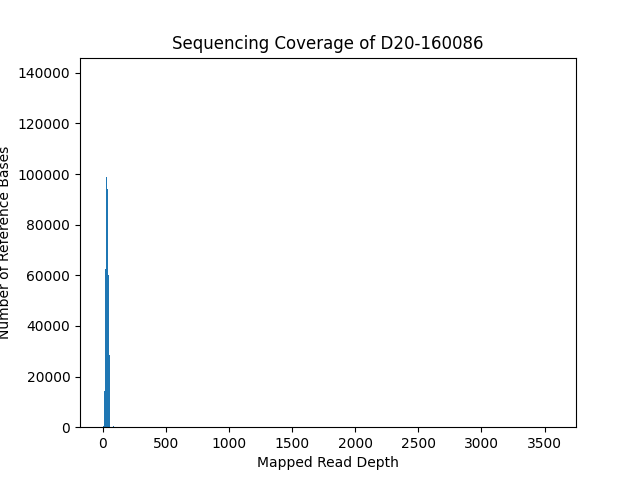 Sequencing Coverage of D20-160086
140000
120000
100000
80000
60000
40000
20000
0
Number of Reference Bases
0 500 1000 1500 2000 2500 3000 3500
Mapped Read Depth